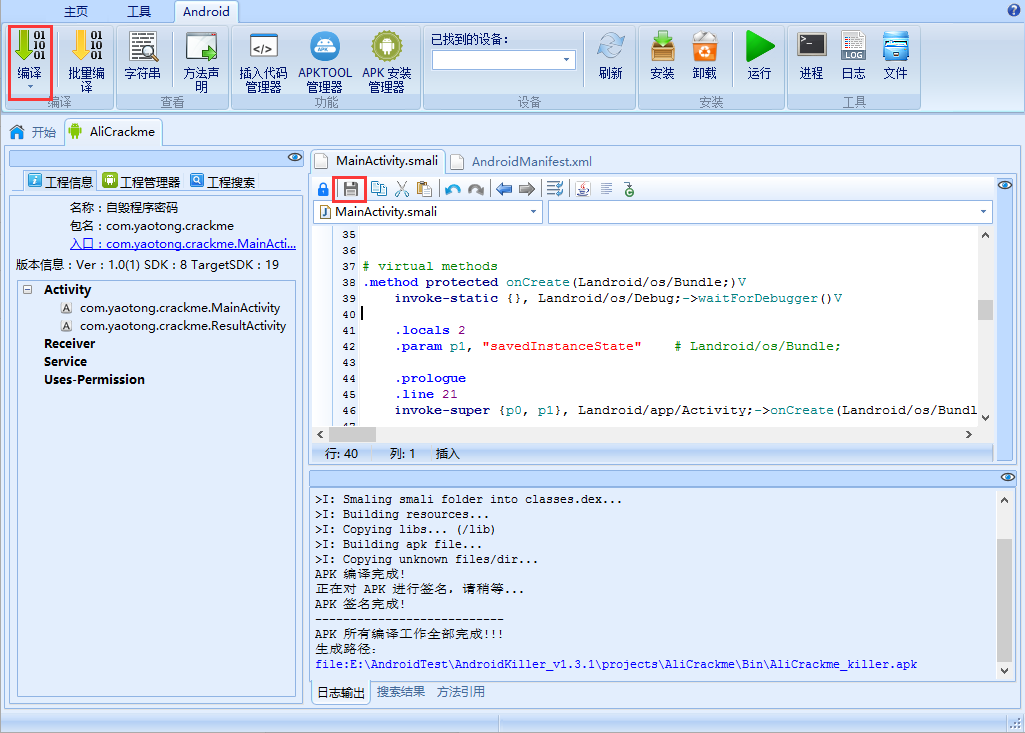 主页 工具 Android
编译 批量编译 字符串 方法声明 插入代码管理器 APKTOOL管理器 APK 安装管理器 已找到的设备: 刷新 安装 卸载 运行 进程 日志 文件
编译 查看 功能 设备 安装 工具
开始 AliCrackme
工程信息 工程管理器 工程搜索
名称：自毁程序密码
包名：com.yaotong.crackme
入口：com.yaotong.crackme.MainActi...
版本信息：Ver：1.0(1) SDK：8 TargetSDK：19
Activity
com.yaotong.crackme.MainActivity
com.yaotong.crackme.ResultActivity
Receiver
Service
Uses-Permission
MainActivity.smali AndroidManifest.xml
MainActivity.smali
35
36
37 # virtual methods
38 .method protected onCreate(Landroid/os/Bundle;)V
39 invoke-static {}, Landroid/os/Debug;->waitForDebugger()V
40
41 .locals 2
42 .param p1, "savedInstanceState" # Landroid/os/Bundle;
43
44 .prologue
45 .line 21
46 invoke-super {p0, p1}, Landroid/app/Activity;->onCreate(Landroid/os/Bundl
行: 40 列: 1 插入
>I: Smaling smali folder into classes.dex...
>I: Building resources...
>I: Copying libs... (/lib)
>I: Building apk file...
>I: Copying unknown files/dir...
APK 编译完成!
正在对 APK 进行签名, 请稍等...
APK 签名完成!
---------------------------
APK 所有编译工作全部完成!!!
生成路径:
file:E:\AndroidTest\AndroidKiller_v1.3.1\projects\AliCrackme\Bin\AliCrackme_killer.apk
日志输出 搜索结果 方法引用